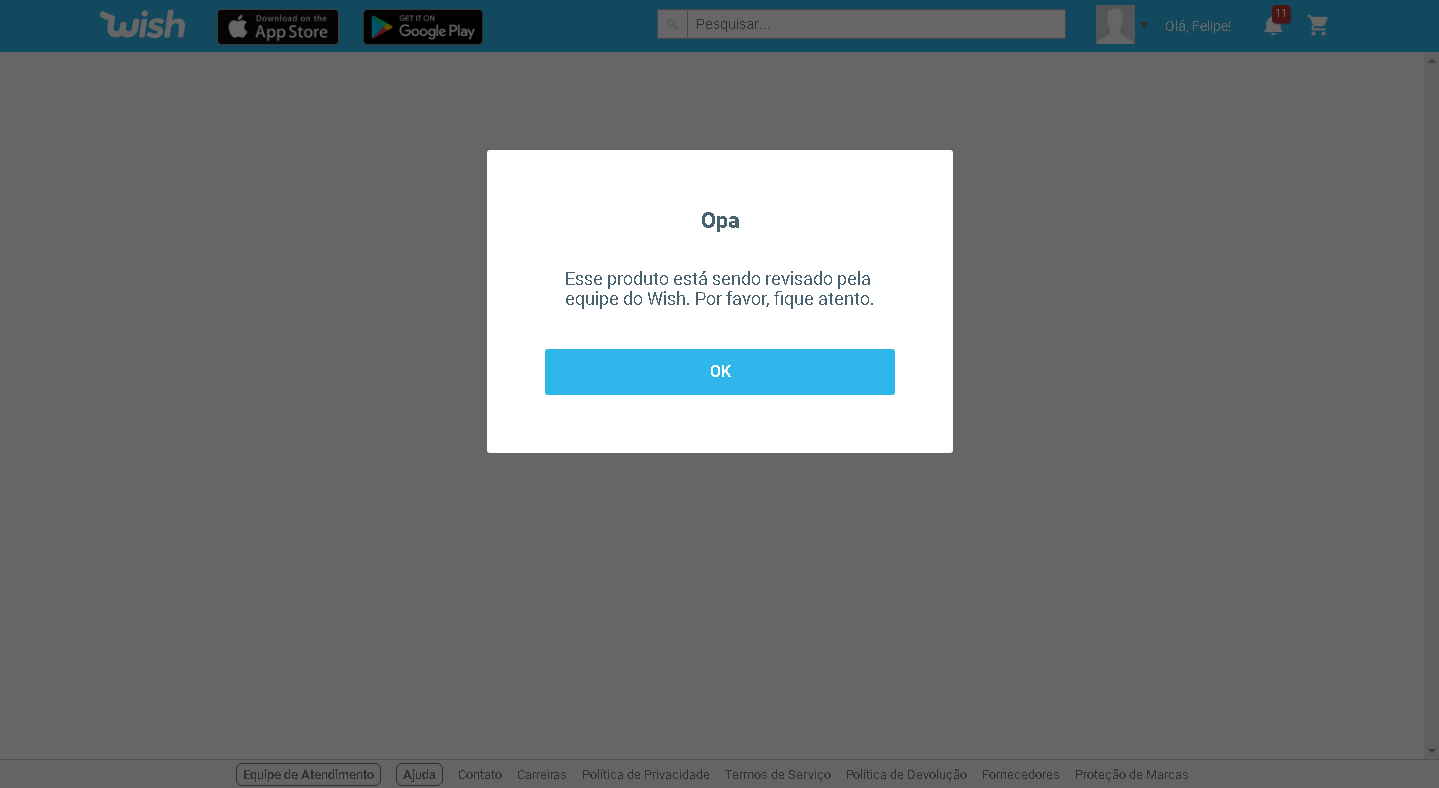 wish
Download on the
App Store
GET IT ON
Google Play
Pesquisar...
Olá, Felipe!
11
Opa
Esse produto está sendo revisado pela
equipe do Wish. Por favor, fique atento.
OK
Equipe de Atendimento Ajuda Contato Carreiras Política de Privacidade Termos de Serviço Política de Devolução Fornecedores Proteção de Marcas